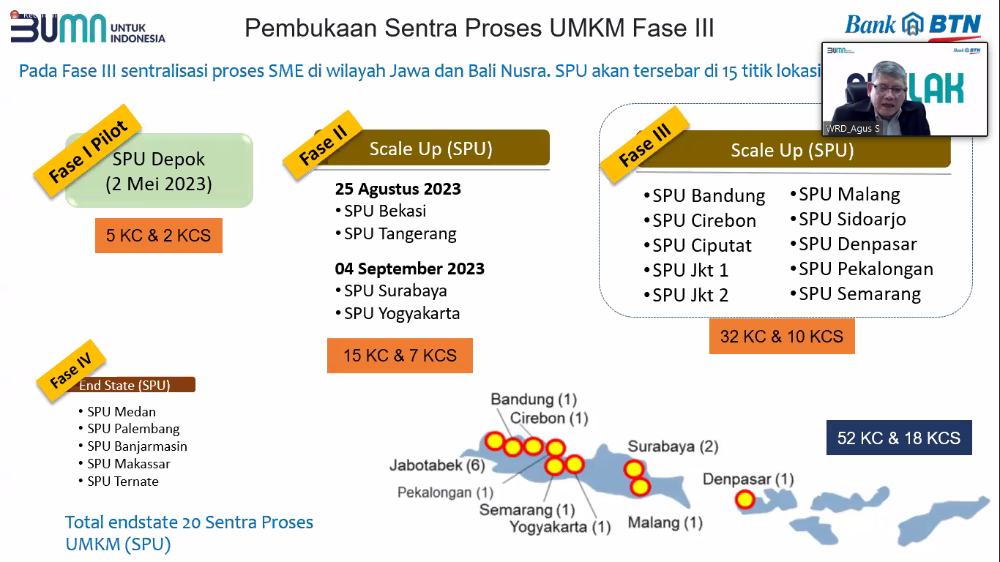 BUMN UNTUK
INDONESIA
Pembukaan Sentra Proses UMKM Fase III
Bank BTN
Pada Fase III sentralisasi proses SME di wilayah Jawa dan Bali Nusra. SPU akan tersebar di 15 titik lokasi
LAK
WRD_Agus S
Fase I Pilot
SPU Depok
(2 Mei 2023)
5 KC & 2 KCS
Fase II
Scale Up (SPU)
25 Agustus 2023
• SPU Bekasi
• SPU Tangerang
04 September 2023
• SPU Surabaya
• SPU Yogyakarta
15 KC & 7 KCS
Fase III
Scale Up (SPU)
• SPU Bandung
• SPU Cirebon
• SPU Ciputat
• SPU Jkt 1
• SPU Jkt 2
• SPU Malang
• SPU Sidoarjo
• SPU Denpasar
• SPU Pekalongan
• SPU Semarang
32 KC & 10 KCS
Fase IV
End State (SPU)
• SPU Medan
• SPU Palembang
• SPU Banjarmasin
• SPU Makassar
• SPU Ternate
Total endstate 20 Sentra Proses
UMKM (SPU)
Bandung (1)
Cirebon (1)
Jabotabek (6)
Pekalongan (1)
Semarang (1)
Yogyakarta (1)
Surabaya (2)
Malang (1)
Denpasar (1)
52 KC & 18 KCS